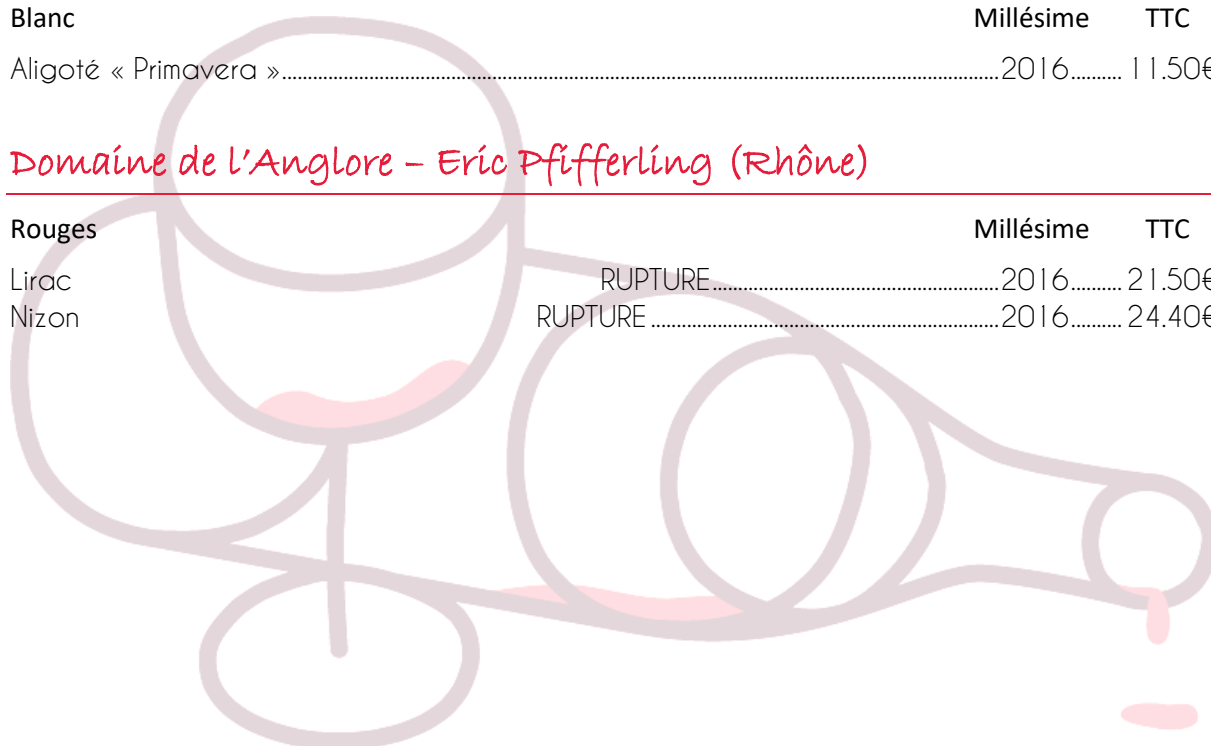 Blanc Millésime TTC
Aligoté « Primavera »........2016........ 11.50€
Domaine de l'Anglore – Eric Pfifferling (Rhône)
Rouges Millésime TTC
Lirac RUPTURE........2016........ 21.50€
Nizon RUPTURE........2016........ 24.40€